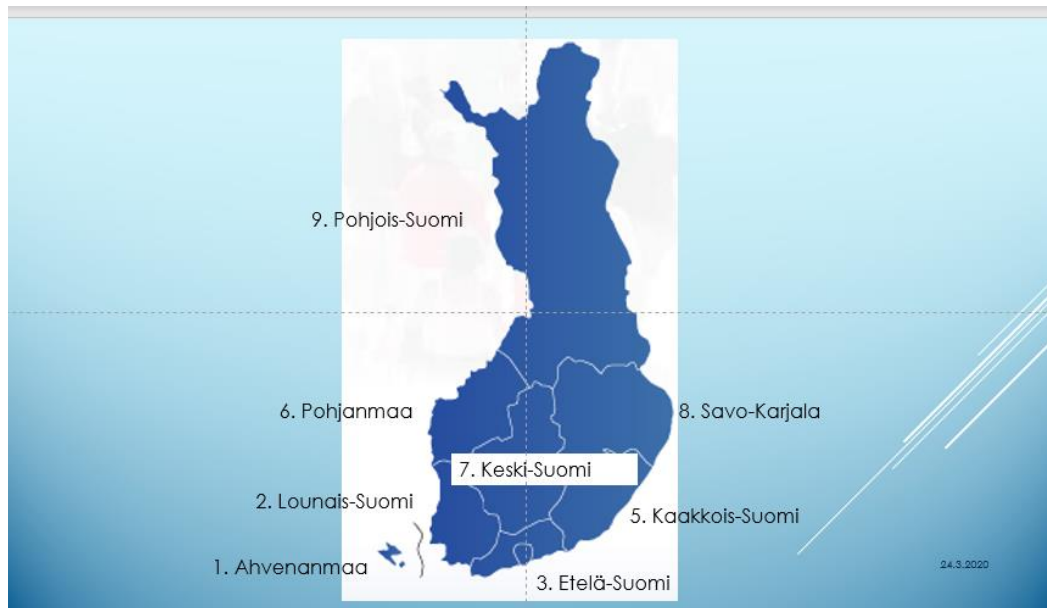 9. Pohjois-Suomi
6. Pohjanmaa
8. Savo-Karjala
7. Keski-Suomi
2. Lounais-Suomi
5. Kaakkois-Suomi
1. Ahvenanmaa
3. Etelä-Suomi
24.3.2020